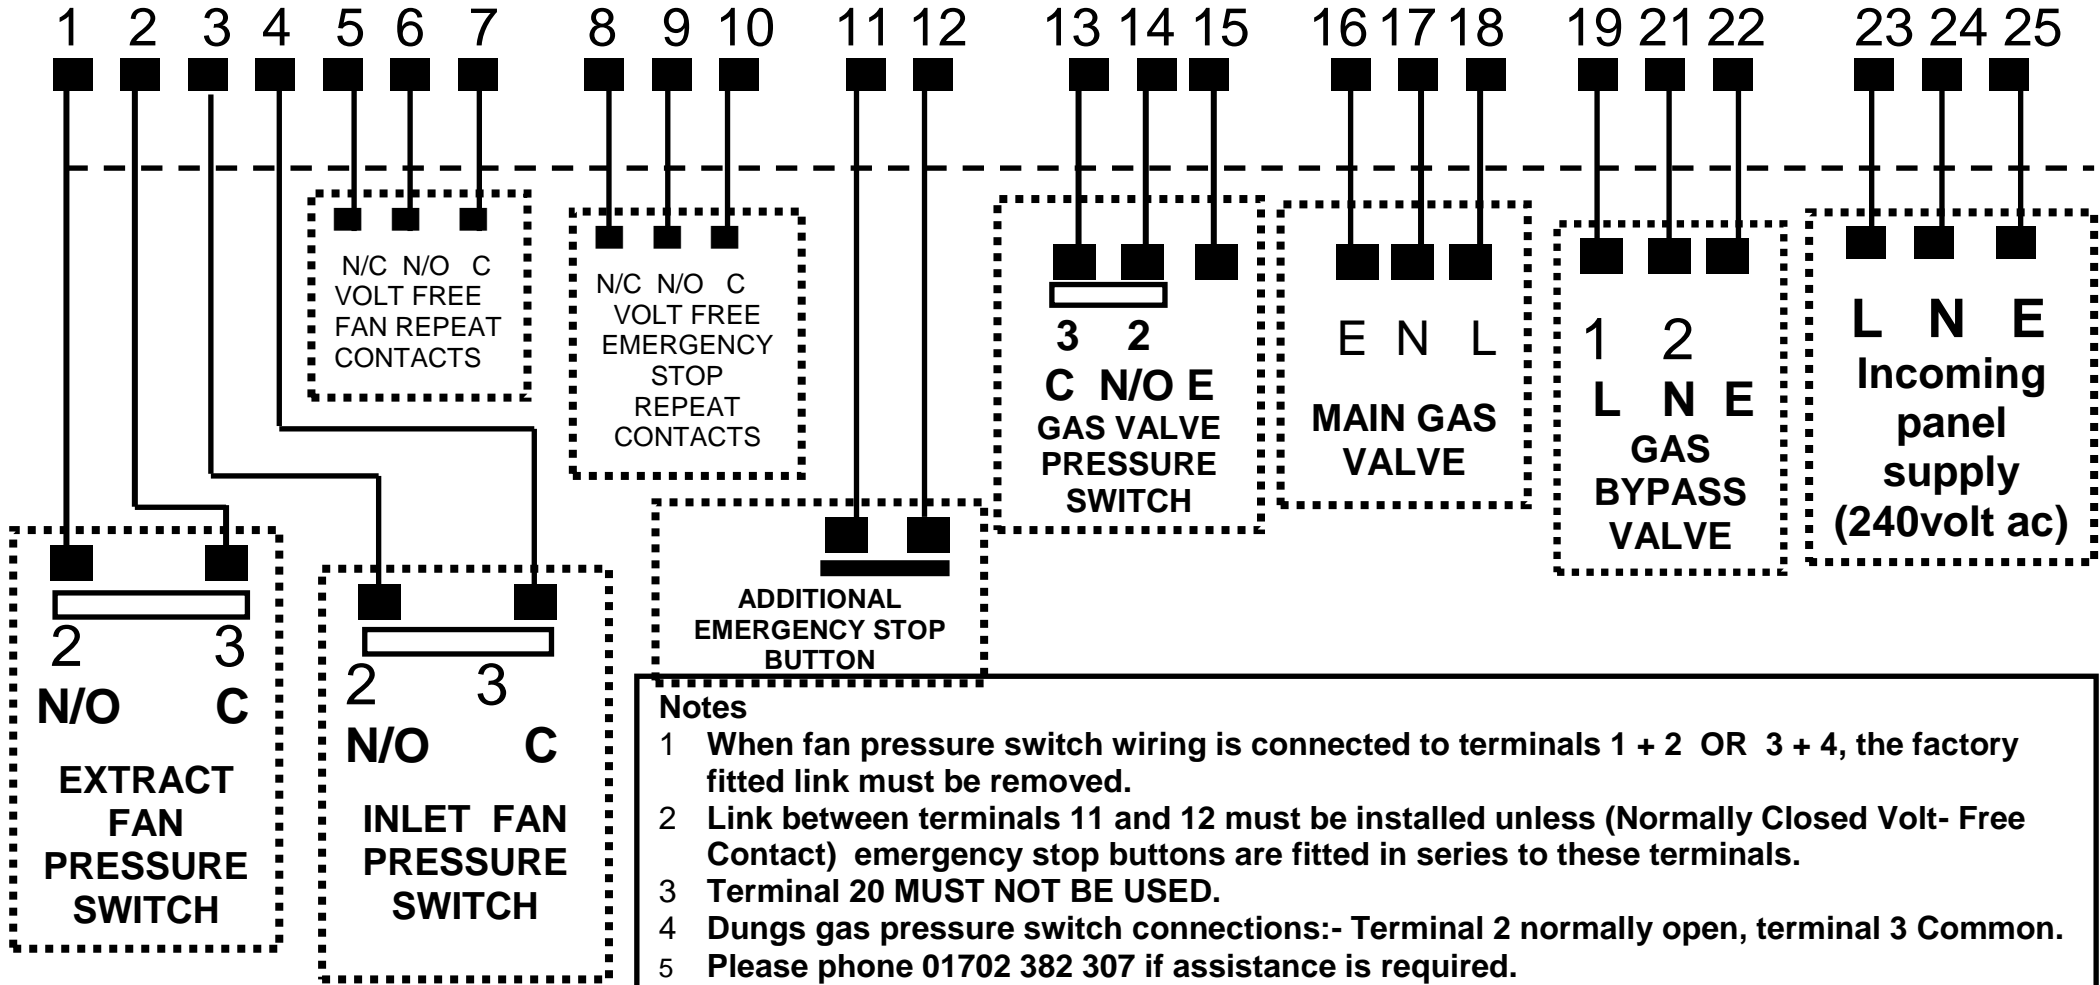 1 2 3 4 5 6 7 8 9 10 11 12 13 14 15 16 17 18 19 21 22 23 24 25
N/C N/O C
VOLT FREE
FAN REPEAT
CONTACTS
N/C N/O C
VOLT FREE
EMERGENCY
STOP
REPEAT
CONTACTS
3 2
C N/O E
GAS VALVE
PRESSURE
SWITCH
E N L
MAIN GAS
VALVE
1 2
L N E
GAS
BYPASS
VALVE
L N E
Incoming
panel
supply
(240volt ac)
2 3
N/O C
EXTRACT
FAN
PRESSURE
SWITCH
2 3
N/O C
INLET FAN
PRESSURE
SWITCH
ADDITIONAL
EMERGENCY STOP
BUTTON
Notes
1 When fan pressure switch wiring is connected to terminals 1 + 2 OR 3 + 4, the factory
fitted link must be removed.
2 Link between terminals 11 and 12 must be installed unless (Normally Closed Volt- Free
Contact) emergency stop buttons are fitted in series to these terminals.
3 Terminal 20 MUST NOT BE USED.
4 Dungs gas pressure switch connections:- Terminal 2 normally open, terminal 3 Common.
5 Please phone 01702 382 307 if assistance is required.